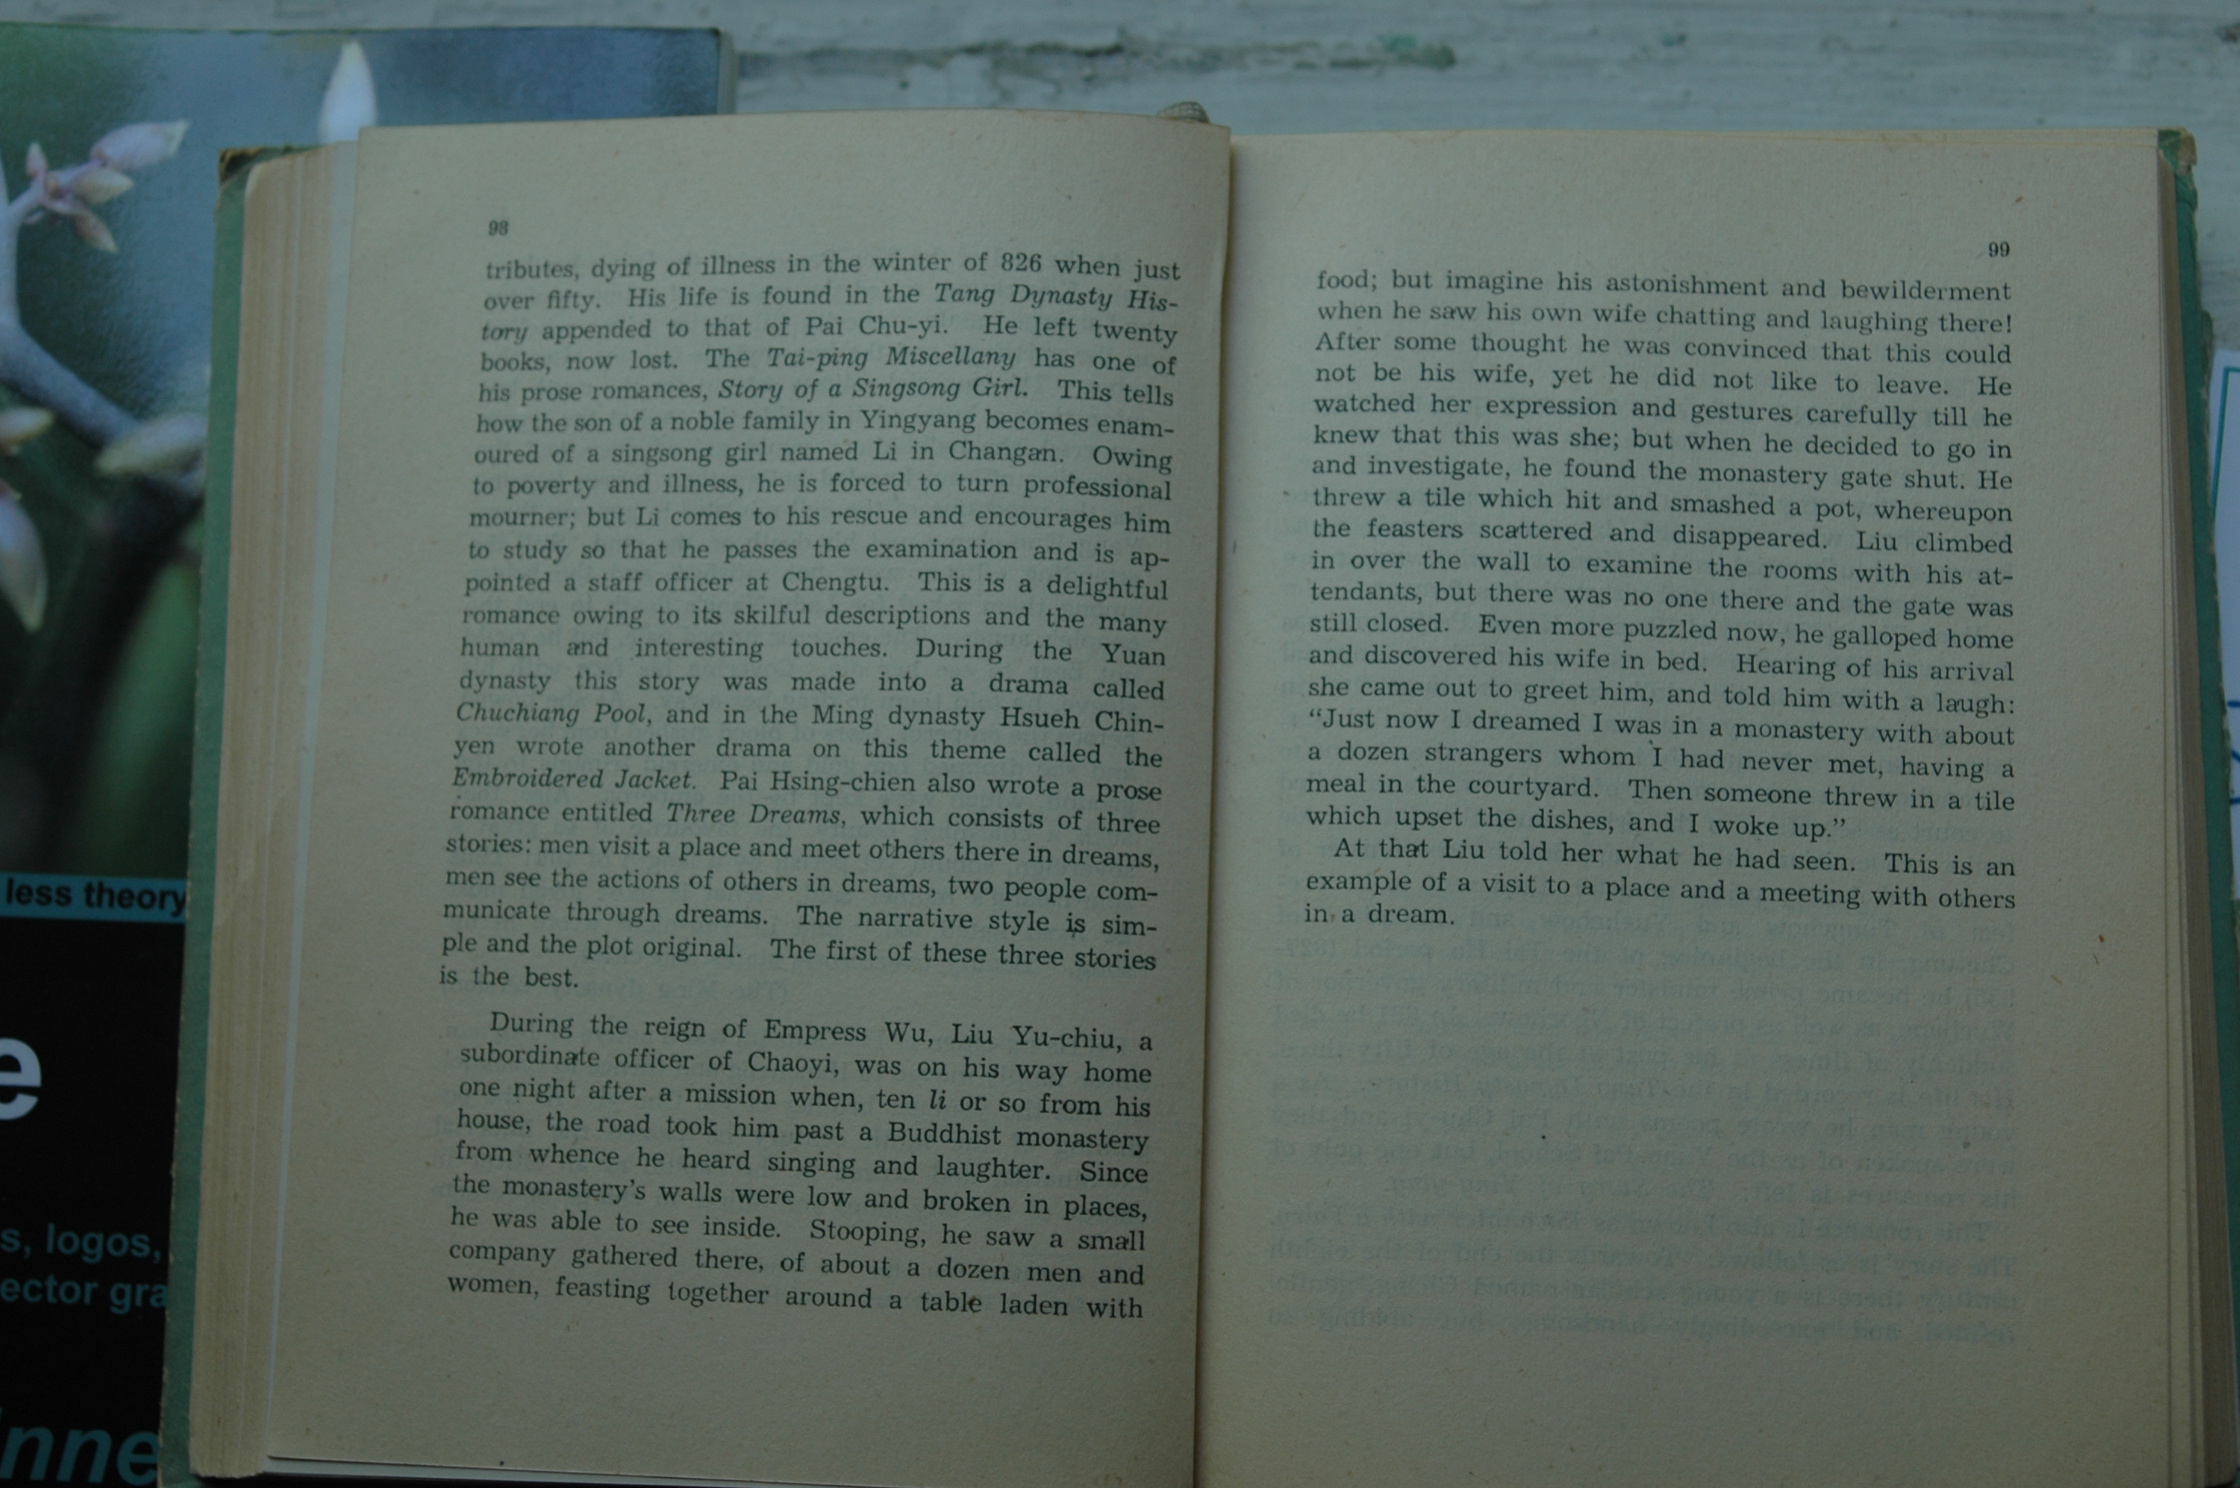 98
tributes, dying of illness in the winter of 826 when just
over fifty. His life is found in the Tang Dynasty His-
tory appended to that of Pai Chu-yi. He left twenty
books, now lost. The Tai-ping Miscellany has one of
his prose romances, Story of a Singsong Girl. This tells
how the son of a noble family in Yingyang becomes enam-
oured of a singsong girl named Li in Changan. Owing
to poverty and illness, he is forced to turn professional
mourner; but Li comes to his rescue and encourages him
to study so that he passes the examination and is ap-
pointed a staff officer at Chengtu. This is a delightful
romance owing to its skilful descriptions and the many
human and interesting touches. During the Yuan
dynasty this story was made into a drama called
Chuchiang Pool, and in the Ming dynasty Hsueh Chin-
yen wrote another drama on this theme called the
Embroidered Jacket. Pai Hsing-chien also wrote a prose
romance entitled Three Dreams, which consists of three
stories: men visit a place and meet others there in dreams,
men see the actions of others in dreams, two people com-
municate through dreams. The narrative style is sim-
ple and the plot original. The first of these three stories
is the best.
During the reign of Empress Wu, Liu Yu-chiu, a
subordinate officer of Chaoyi, was on his way home
one night after a mission when, ten li or so from his
house, the road took him past a Buddhist monastery
from whence he heard singing and laughter. Since
the monastery's walls were low and broken in places,
he was able to see inside. Stooping, he saw a small
company gathered there, of about a dozen men and
women, feasting together around a table laden with
99
food; but imagine his astonishment and bewilderment
when he saw his own wife chatting and laughing there!
After some thought he was convinced that this could
not be his wife, yet he did not like to leave. He
watched her expression and gestures carefully till he
knew that this was she; but when he decided to go in
and investigate, he found the monastery gate shut. He
threw a tile which hit and smashed a pot, whereupon
the feasters scattered and disappeared. Liu climbed
in over the wall to examine the rooms with his at-
tendants, but there was no one there and the gate was
still closed. Even more puzzled now, he galloped home
and discovered his wife in bed. Hearing of his arrival
she came out to greet him, and told him with a laugh:
“Just now I dreamed I was in a monastery with about
a dozen strangers whom I had never met, having a
meal in the courtyard. Then someone threw in a tile
which upset the dishes, and I woke up.”
At that Liu told her what he had seen. This is an
example of a visit to a place and a meeting with others
in a dream.
less theory
e
s, logos,
ector gra
nne